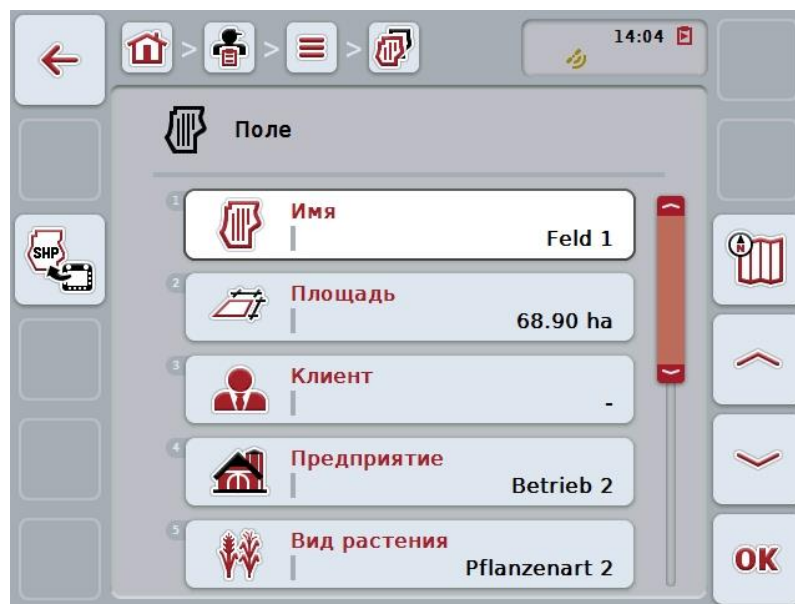 > > >
14:04
Поле
1
Имя
Feld 1
SHP
N
2
Площадь
68.90 ha
3
Клиент
-
4
Предприятие
Betrieb 2
5
Вид растения
Pflanzenart 2
OK